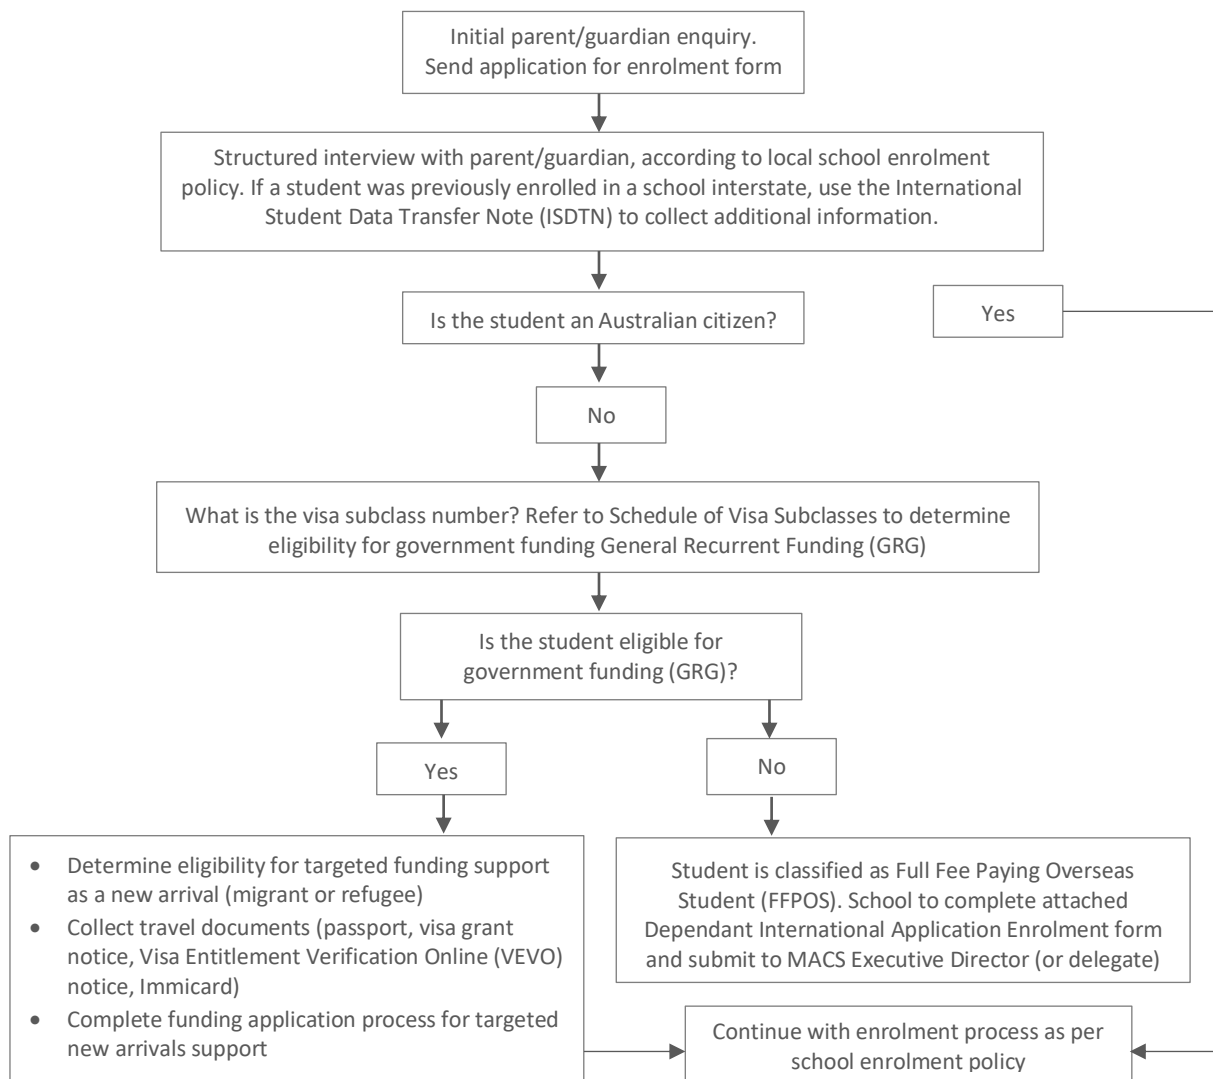 Initial parent/guardian enquiry.
Send application for enrolment form
Structured interview with parent/guardian, according to local school enrolment
policy. If a student was previously enrolled in a school interstate, use the International
Student Data Transfer Note (ISDTN) to collect additional information.
Is the student an Australian citizen?
Yes
No
What is the visa subclass number? Refer to Schedule of Visa Subclasses to determine
eligibility for government funding General Recurrent Funding (GRG)
Is the student eligible for
government funding (GRG)?
Yes
No
• Determine eligibility for targeted funding support
as a new arrival (migrant or refugee)
• Collect travel documents (passport, visa grant
notice, Visa Entitlement Verification Online (VEVO)
notice, Immicard)
• Complete funding application process for targeted
new arrivals support
Student is classified as Full Fee Paying Overseas
Student (FFPOS). School to complete attached
Dependant International Application Enrolment form
and submit to MACS Executive Director (or delegate)
Continue with enrolment process as per
school enrolment policy